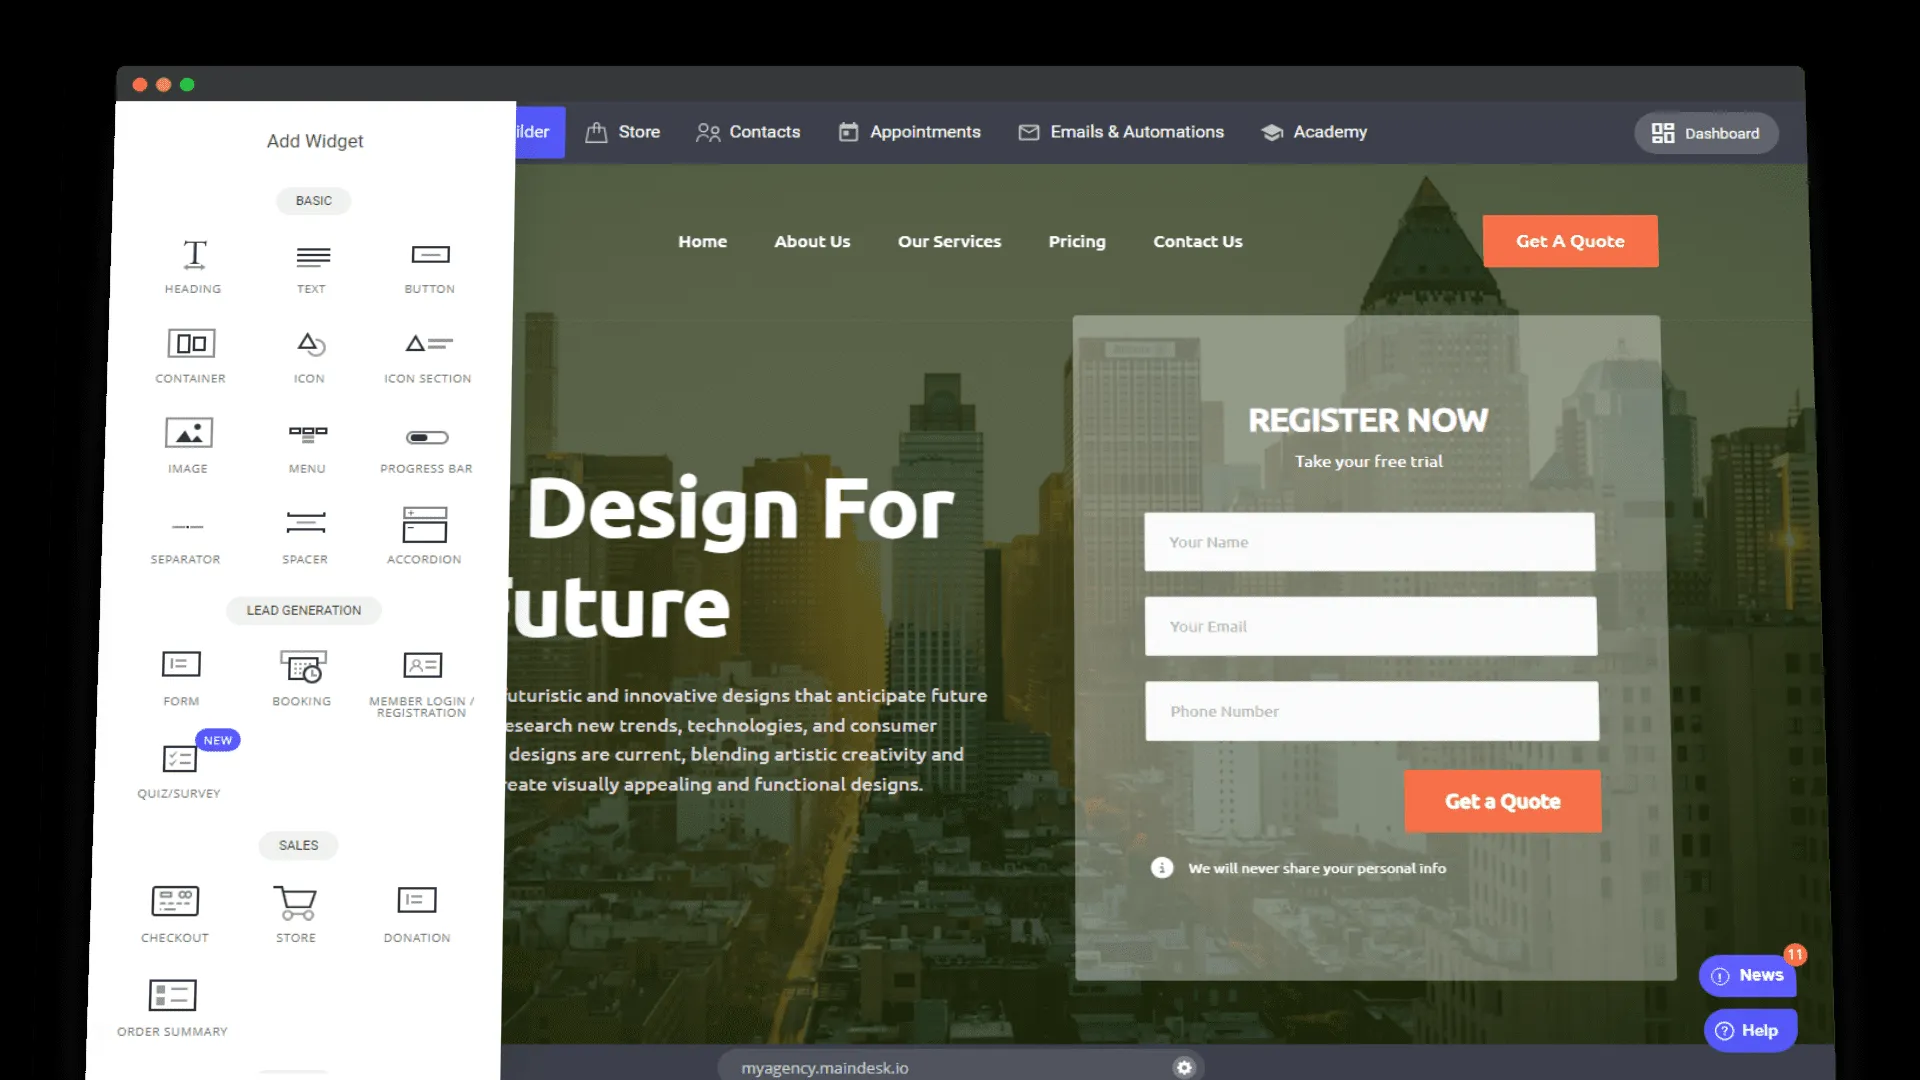 Add Widget
BASIC
HEADING
TEXT
BUTTON
CONTAINER
ICON
ICON SECTION
IMAGE
MENU
PROGRESS BAR
SEPARATOR
SPACER
ACCORDION
LEAD GENERATION
FORM
BOOKING
MEMBER LOGIN /
REGISTRATION
NEW
QUIZ/SURVEY
SALES
CHECKOUT
STORE
DONATION
ORDER SUMMARY
ilder
Store
Contacts
Appointments
Emails & Automations
Academy
Dashboard
Home
About Us
Our Services
Pricing
Contact Us
Get A Quote
Design For
Future
uturistic and innovative designs that anticipate future
esearch new trends, technologies, and consumer
designs are current, blending artistic creativity and
reate visually appealing and functional designs.
REGISTER NOW
Take your free trial
Your Name
Your Email
Phone Number
Get a Quote
We will never share your personal info
11
News
Help
myagency.maindesk.io